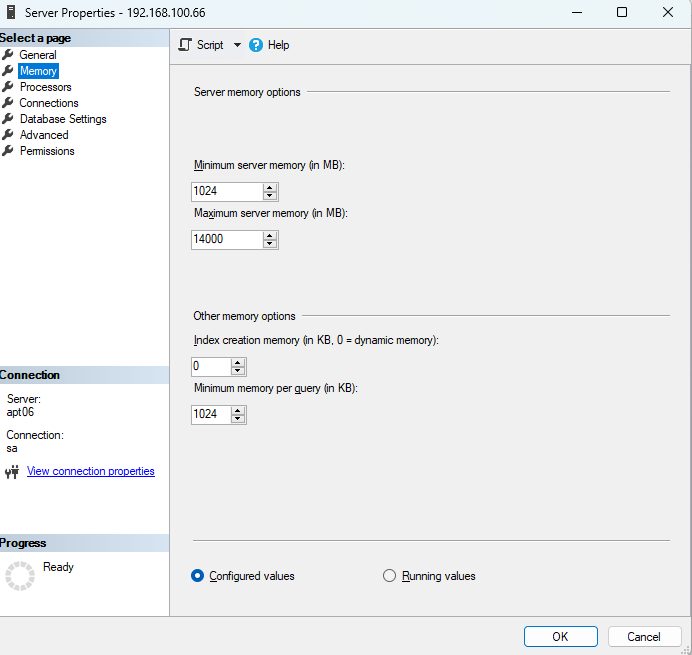 Server Properties - 192.168.100.66
Select a page
General
Memory
Processors
Connections
Database Settings
Advanced
Permissions
Script
Help
Server memory options
Minimum server memory (in MB):
1024
Maximum server memory (in MB):
14000
Other memory options
Index creation memory (in KB, 0 = dynamic memory):
0
Minimum memory per query (in KB):
1024
Connection
Server:
apt06
Connection:
sa
View connection properties
Progress
Ready
Configured values
Running values
OK
Cancel